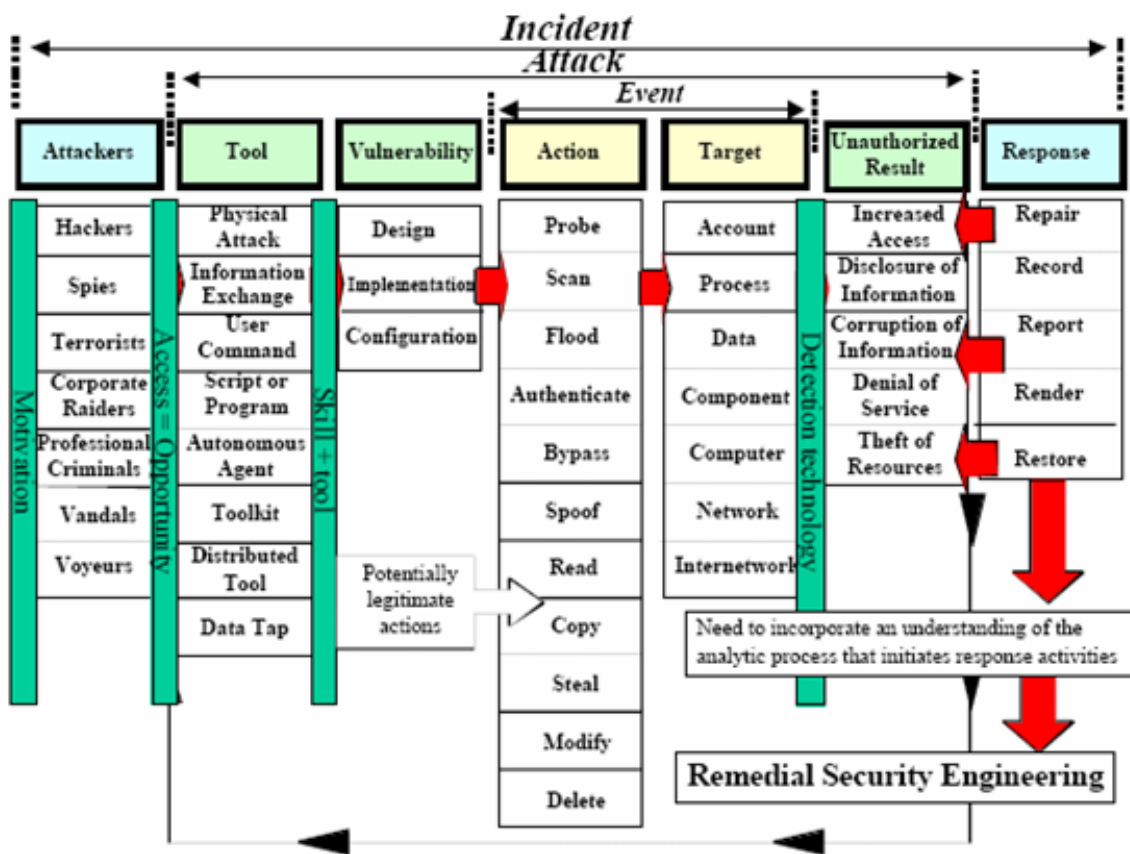 Incident
Attack
Event
Attackers
Tool
Vulnerability
Action
Target
Unauthorized
Result
Response
Motivation
Hackers
Spies
Terrorists
Corporate
Raiders
Professional
Criminals
Vandals
Voyeurs
Access = Opportunity
Physical
Attack
Information
Exchange
User
Command
Script or
Program
Autonomous
Agent
Toolkit
Distributed
Tool
Data Tap
Skill + tool
Design
Implementation
Configuration
Potentially
legitimate
actions
Probe
Scan
Flood
Authenticate
Bypass
Spoof
Read
Copy
Steal
Modify
Delete
Account
Process
Data
Component
Computer
Network
Internetwork
Detection technology
Increased
Access
Disclosure of
Information
Corruption of
Information
Denial of
Service
Theft of
Resources
Repair
Record
Report
Render
Restore
Need to incorporate an understanding of the
analytic process that initiates response activities
Remedial Security Engineering